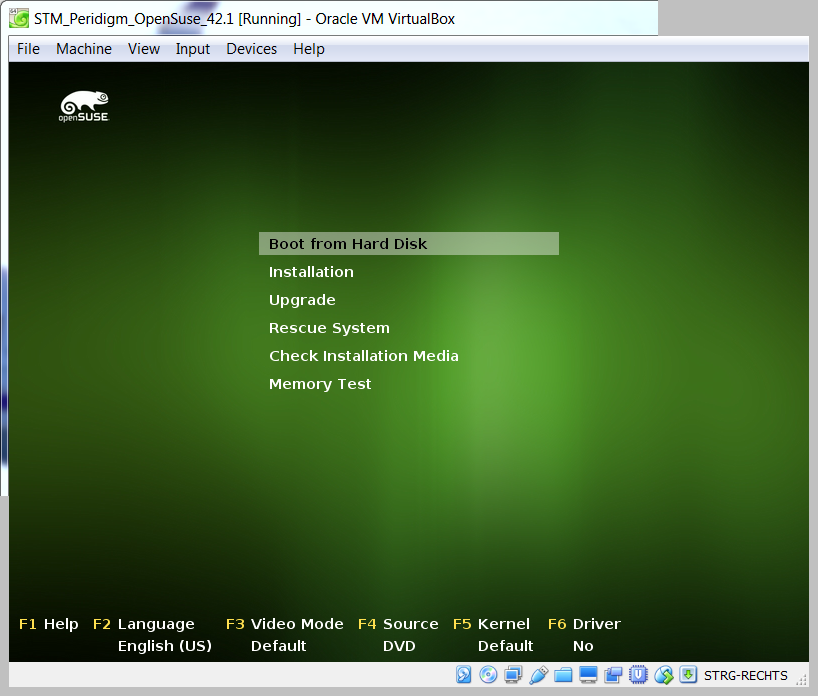 STM_Peridigm_OpenSuse_42.1 [Running] - Oracle VM VirtualBox
File Machine View Input Devices Help
openSUSE
Boot from Hard Disk
Installation
Upgrade
Rescue System
Check Installation Media
Memory Test
F1 Help F2 Language F3 Video Mode F4 Source F5 Kernel F6 Driver
English (US) Default DVD Default No
STRG-RECHTS